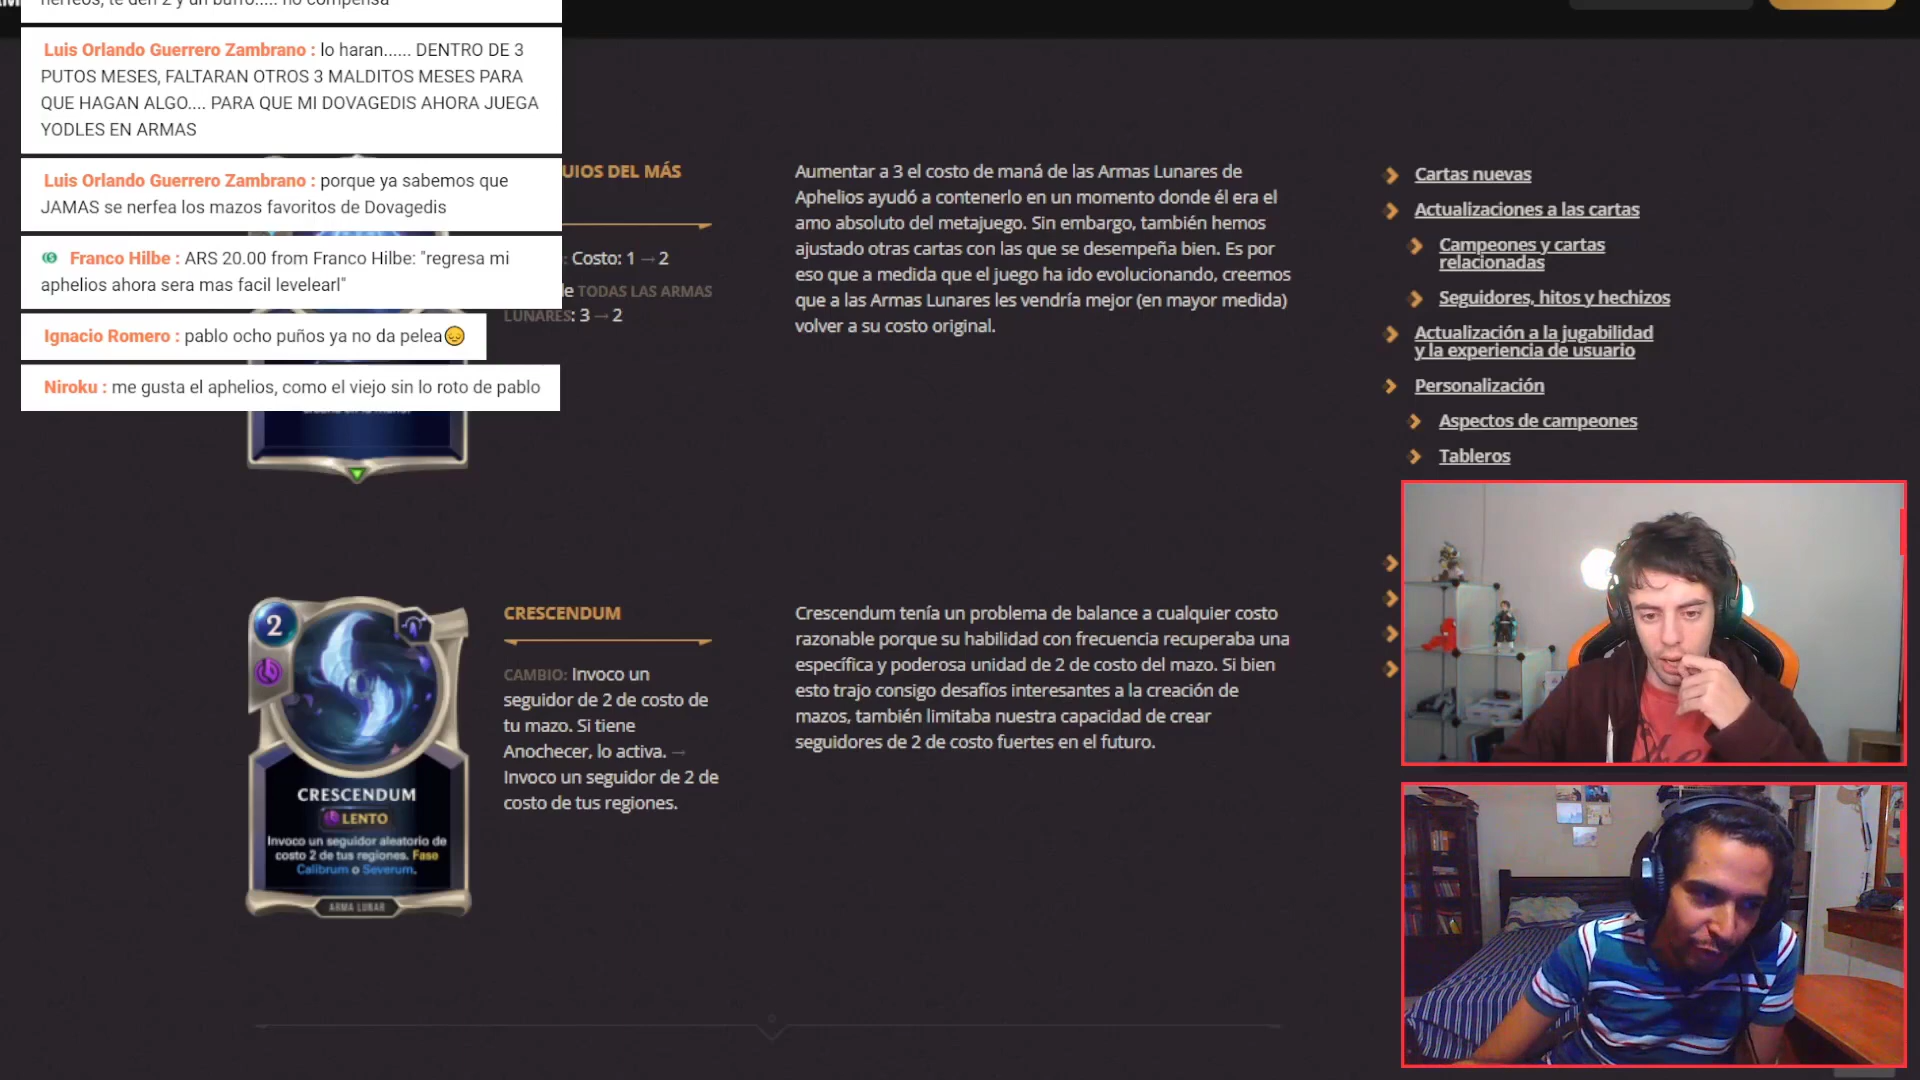 Luis Orlando Guerrero Zambrano : lo haran...... DENTRO DE 3
PUTOS MESES, FALTARAN OTROS 3 MALDITOS MESES PARA
QUE HAGAN ALGO.... PARA QUE MI DOVAGEDIS AHORA JUEGA
YODLES EN ARMAS
Luis Orlando Guerrero Zambrano : porque ya sabemos que
JAMAS se nerfea los mazos favoritos de Dovagedis
Franco Hilbe : ARS 20.00 from Franco Hilbe: "regresa mi
aphelios ahora sera mas facil levelearl"
Ignacio Romero : pablo ocho puños ya no da pelea😔
Niroku : me gusta el aphelios, como el viejo sin lo roto de pablo
UIOS DEL MÁS
: Costo: 1 → 2
TODAS LAS ARMAS
LUNARES: 3 → 2
Aumentar a 3 el costo de maná de las Armas Lunares de
Aphelios ayudó a contenerlo en un momento donde él era el
amo absoluto del metajuego. Sin embargo, también hemos
ajustado otras cartas con las que se desempeña bien. Es por
eso que a medida que el juego ha ido evolucionando, creemos
que a las Armas Lunares les vendría mejor (en mayor medida)
volver a su costo original.
Cartas nuevas
Actualizaciones a las cartas
Campeones y cartas
relacionadas
Seguidores, hitos y hechizos
Actualización a la jugabilidad
y la experiencia de usuario
Personalización
Aspectos de campeones
Tableros
2
CRESCENDUM
LENTO
Invoco un seguidor aleatorio de
costo 2 de tus regiones. Fase
Calibrum o Severum.
ARMA LUNAR
CRESCENDUM
CAMBIO: Invoco un
seguidor de 2 de costo de
tu mazo. Si tiene
Anochecer, lo activa. →
Invoco un seguidor de 2 de
costo de tus regiones.
Crescendum tenía un problema de balance a cualquier costo
razonable porque su habilidad con frecuencia recuperaba una
específica y poderosa unidad de 2 de costo del mazo. Si bien
esto trajo consigo desafíos interesantes a la creación de
mazos, también limitaba nuestra capacidad de crear
seguidores de 2 de costo fuertes en el futuro.